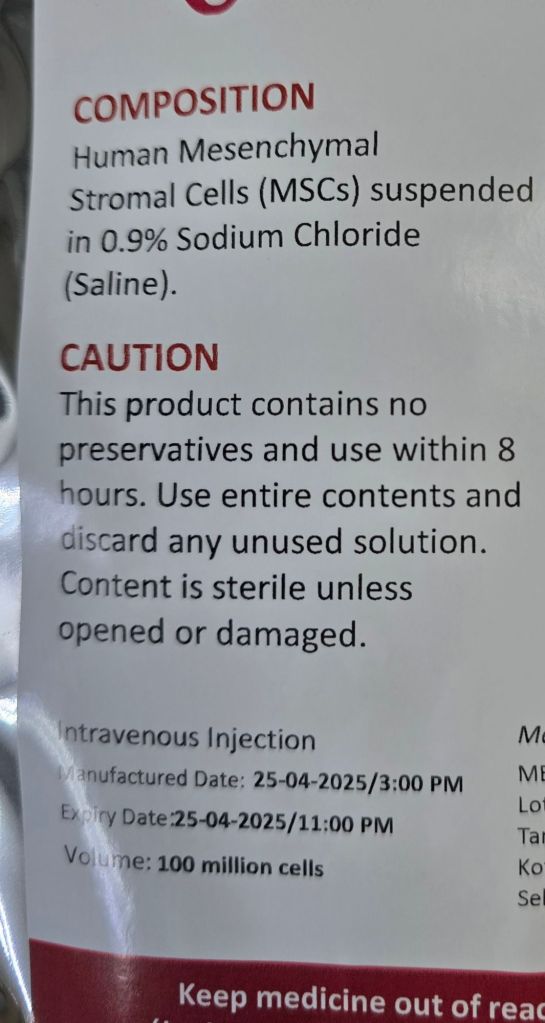 COMPOSITION
Human Mesenchymal
Stromal Cells (MSCs) suspended
in 0.9% Sodium Chloride
(Saline).
CAUTION
This product contains no
preservatives and use within 8
hours. Use entire contents and
discard any unused solution.
Content is sterile unless
opened or damaged.
Intravenous Injection
Manufactured Date: 25-04-2025/3:00 PM
Expiry Date:25-04-2025/11:00 PM
Volume: 100 million cells
Keep medicine out of